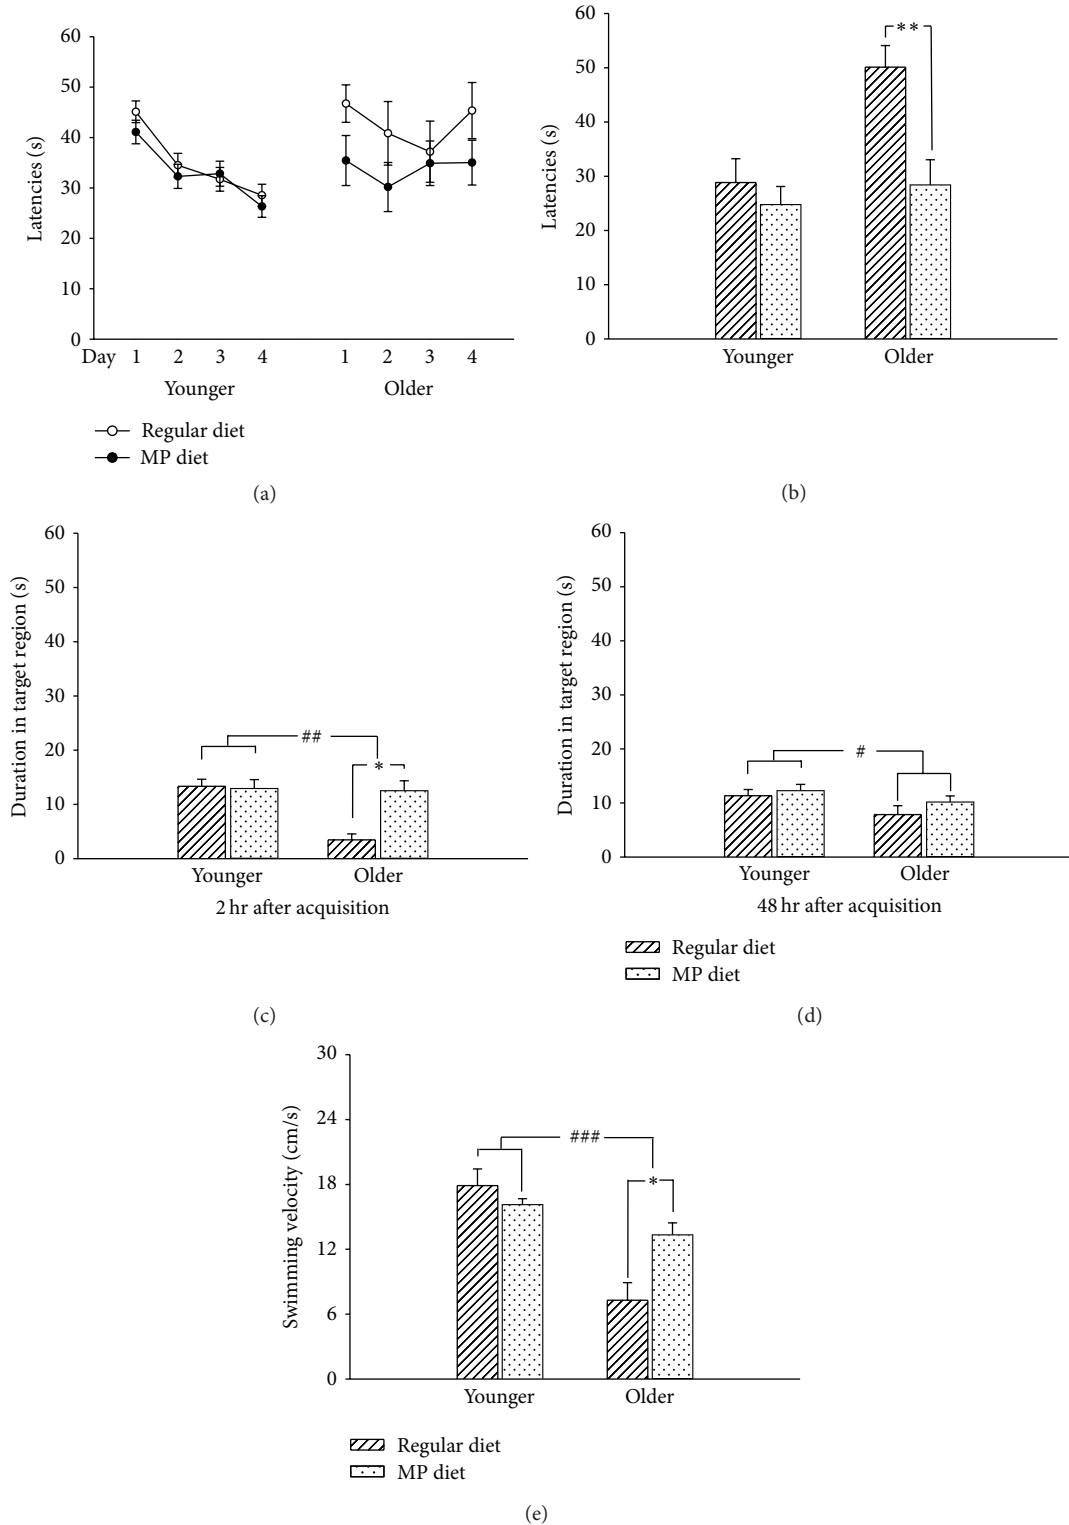 60
50
40
30
20
10
0
Latencies (s)
Day 1 2 3 4 1 2 3 4
Younger Older
Regular diet
MP diet
(a)
60
50
40
30
20
10
0
Latencies (s)
**
Younger Older
(b)
60
50
40
30
20
10
0
Duration in target region (s)
##
*
Younger Older
2 hr after acquisition
(c)
60
50
40
30
20
10
0
Duration in target region (s)
#
Younger Older
48 hr after acquisition
Regular diet
MP diet
(d)
30
24
18
12
6
0
Swimming velocity (cm/s)
###
*
Younger Older
Regular diet
MP diet
(e)